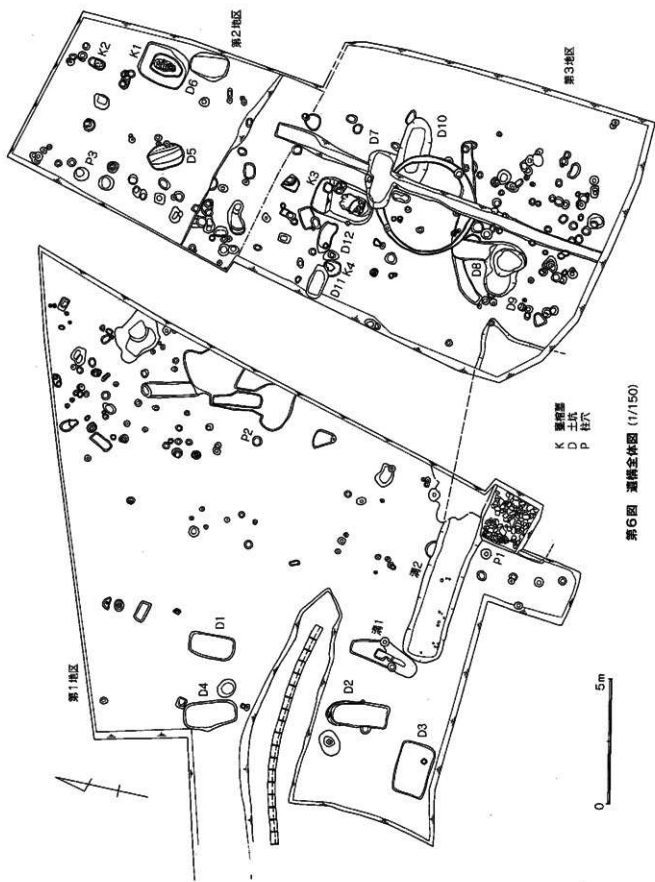 第1地区
第2地区
第3地区
K1
K2
D6
D5
P3
D7
D10
K3
D12
K4
D11
D8
D9
P2
D1
D4
溝1
溝2
D2
D3
P1
K 甕棺墓
D 土坑
P 柱穴
0 5m
第6図 遺構全体図 (1/150)